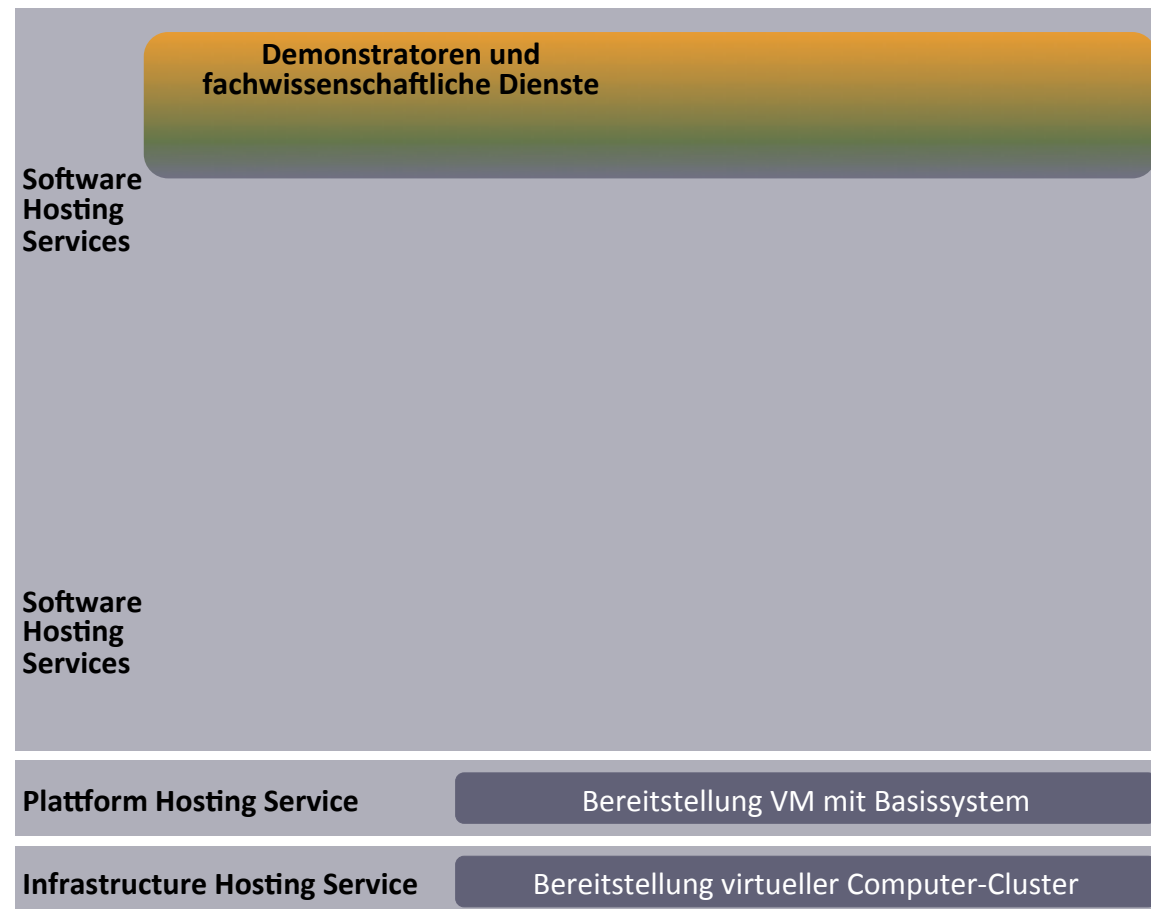 Demonstratoren und
fachwissenschaftliche Dienste
Software
Hosting
Services
Software
Hosting
Services
Plattform Hosting Service
Bereitstellung VM mit Basissystem
Infrastructure Hosting Service
Bereitstellung virtueller Computer-Cluster